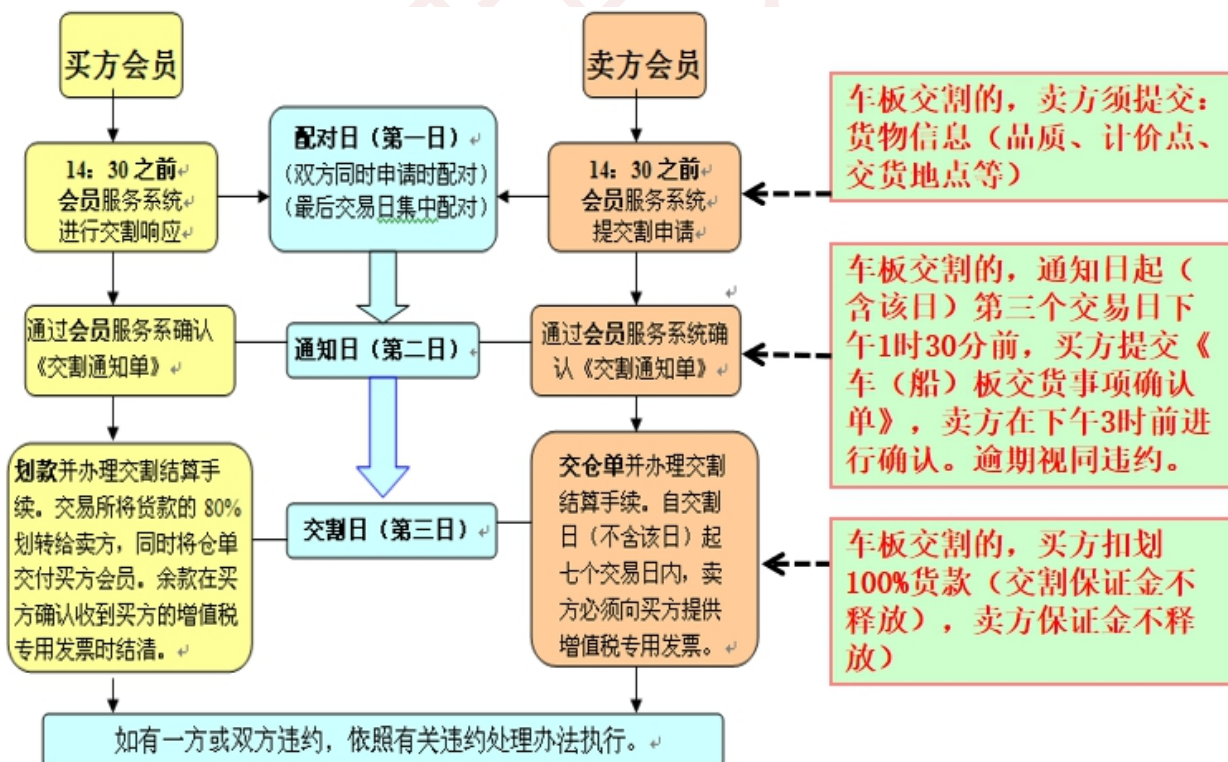 买方会员
14：30 之前
会员服务系统
进行交割响应
通过会员服务系确认
《交割通知单》
划款并办理交割结算手
续。交易所将货款的 80%
划转给卖方，同时将仓单
交付买方会员。余款在买
方确认收到买方的增值税
专用发票时结清。
配对日（第一日）
（双方同时申请时配对）
（最后交易日集中配对）
通知日（第二日）
交割日（第三日）
卖方会员
14：30 之前
会员服务系统
提交割申请
通过会员服务系统确
认《交割通知单》
交仓单并办理交割
结算手续。自交割
日（不含该日）起
七个交易日内，卖
方必须向买方提供
增值税专用发票。
车板交割的，卖方须提交：
货物信息（品质、计价点、
交货地点等）
车板交割的，通知日起（
含该日）第三个交易日下
午1时30分前，买方提交《
车（船）板交货事项确认
单》，卖方在下午3时前进
行确认。逾期视同违约。
车板交割的，买方扣划
100%货款（交割保证金不
释放），卖方保证金不释
放）
如有一方或双方违约，依照有关违约处理办法执行。